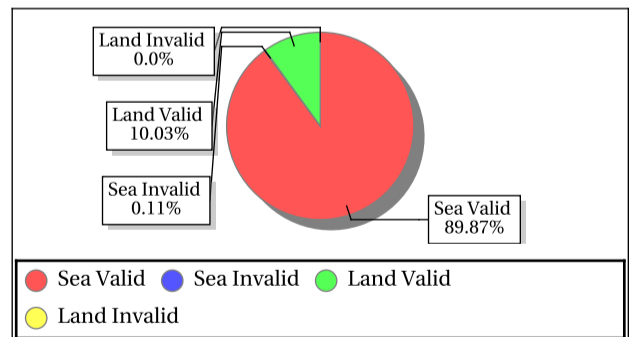 Land Invalid
0.0%
Land Valid
10.03%
Sea Invalid
0.11%
Sea Valid
89.87%
Sea Valid Sea Invalid Land Valid
Land Invalid